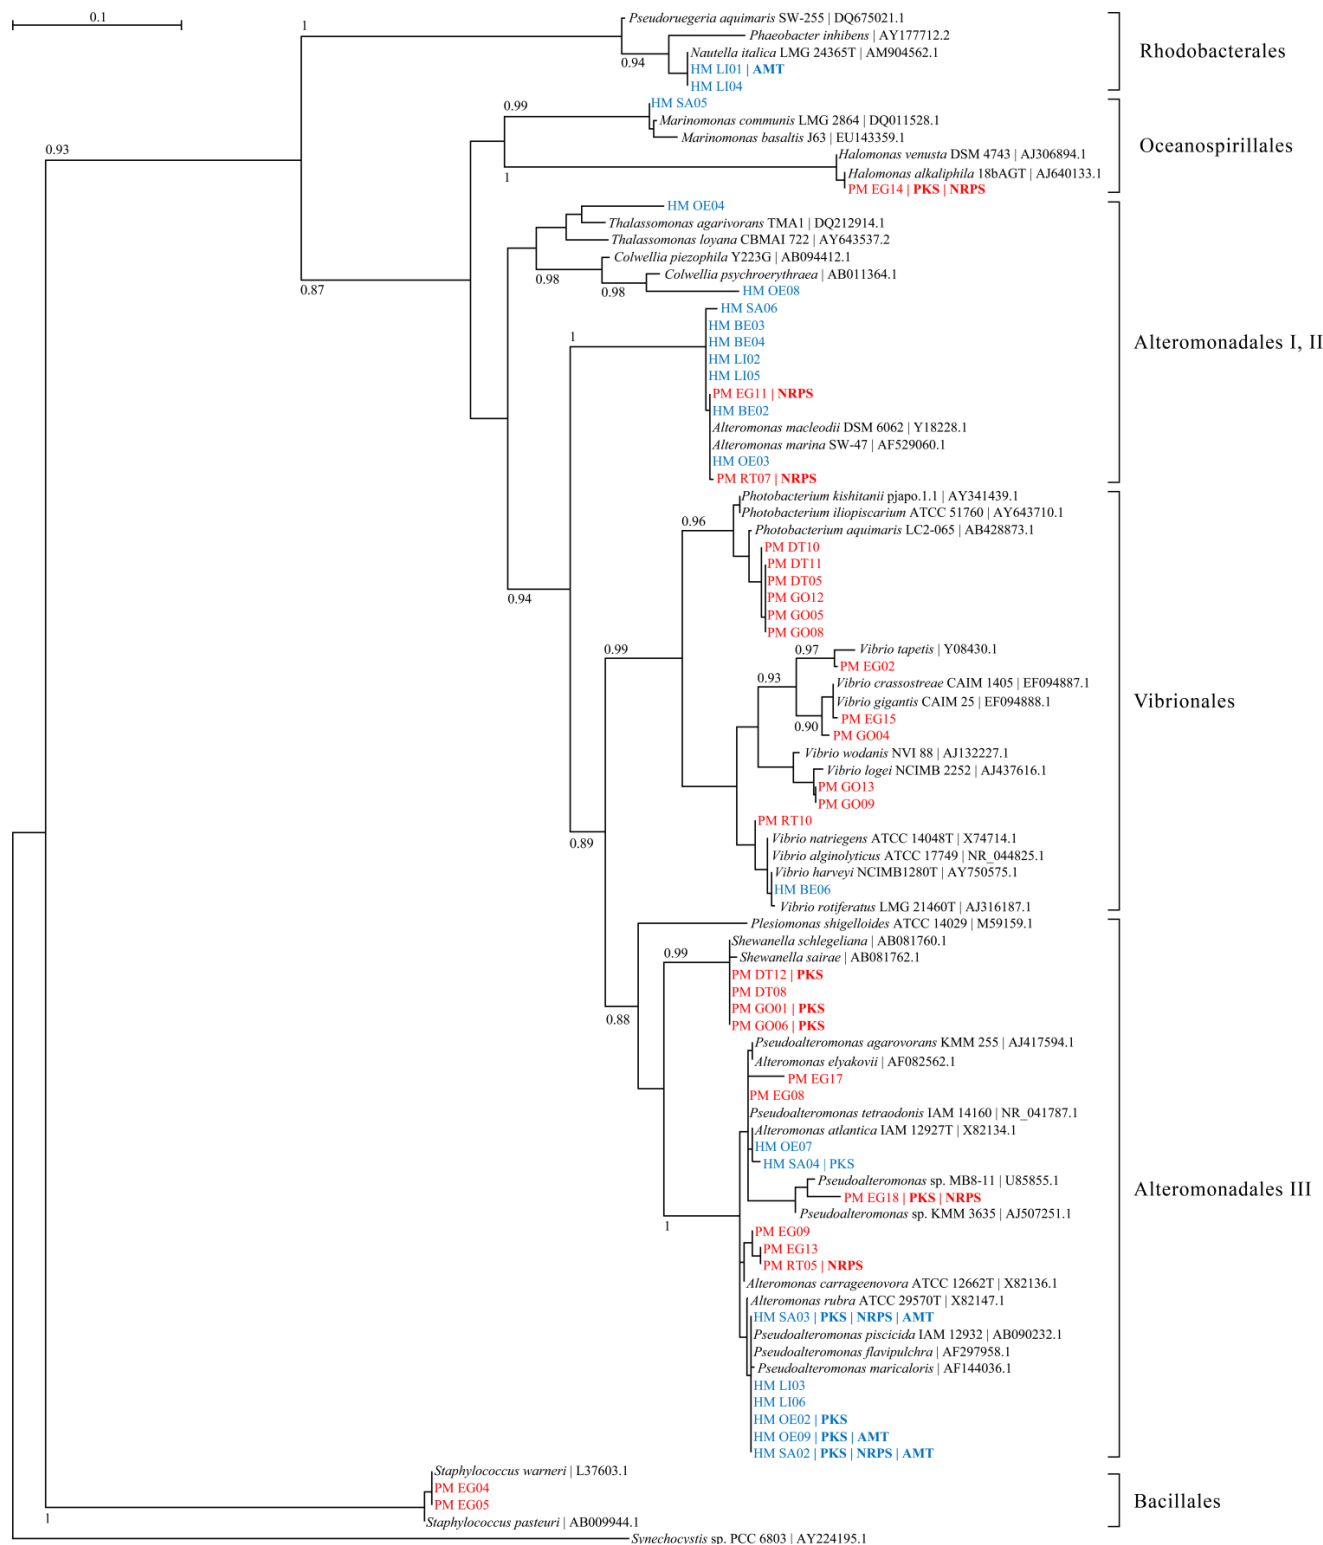 0.1
1
Pseudoruegeria aquimaris SW-255 | DQ675021.1
Phaeobacter inhibens | AY177712.2
Nautella italica LMG 24365T | AM904562.1
0.94
HM LI01 | AMT
HM LI04
Rhodobacterales
0.99
HM SA05
Marinomonas communis LMG 2864 | DQ011528.1
Marinomonas basaltis J63 | EU143359.1
0.93
Halomonas venusta DSM 4743 | AJ306894.1
Halomonas alkaliphila 18bAGT | AJ640133.1
1
PM EG14 | PKS | NRPS
Oceanospirillales
HM OE04
Thalassomonas agarivorans TMA1 | DQ212914.1
Thalassomonas loyana CBMAI 722 | AY643537.2
Colwellia piezophila Y223G | AB094412.1
Colwellia psychroerythraea | AB011364.1
0.98
0.87
0.98
HM OE08
HM SA06
HM BE03
1
HM BE04
HM LI02
HM LI05
PM EG11 | NRPS
HM BE02
Alteromonas macleodii DSM 6062 | Y18228.1
Alteromonas marina SW-47 | AF529060.1
HM OE03
PM RT07 | NRPS
Alteromonadales I, II
Photobacterium kishitanii pjapo.1.1 | AY341439.1
Photobacterium iliopiscarium ATCC 51760 | AY643710.1
0.96
Photobacterium aquimaris LC2-065 | AB428873.1
PM DT10
PM DT11
PM DT05
PM GO12
0.94
PM GO05
PM GO08
0.99
0.97
Vibrio tapetis | Y08430.1
PM EG02
0.93
Vibrio crassostreae CAIM 1405 | EF094887.1
Vibrio gigantis CAIM 25 | EF094888.1
PM EG15
0.90
PM GO04
Vibrio wodanis NVI 88 | AJ132227.1
Vibrio logei NCIMB 2252 | AJ437616.1
PM GO13
PM GO09
PM RT10
0.89
Vibrio natriegens ATCC 14048T | X74714.1
Vibrio alginolyticus ATCC 17749 | NR_044825.1
Vibrio harveyi NCIMB1280T | AY750575.1
HM BE06
Vibrio rotiferatus LMG 21460T | AJ316187.1
Vibrionales
Plesiomonas shigelloides ATCC 14029 | M59159.1
Shewanella schlegeliana | AB081760.1
0.99
Shewanella sairae | AB081762.1
PM DT12 | PKS
PM DT08
PM GO01 | PKS
0.88
PM GO06 | PKS
Pseudoalteromonas agarovorans KMM 255 | AJ417594.1
Alteromonas elyakovii | AF082562.1
PM EG17
PM EG08
Pseudoalteromonas tetraodonis IAM 14160 | NR_041787.1
Alteromonas atlantica IAM 12927T | X82134.1
HM OE07
HM SA04 | PKS
Pseudoalteromonas sp. MB8-11 | U85855.1
PM EG18 | PKS | NRPS
Pseudoalteromonas sp. KMM 3635 | AJ507251.1
1
PM EG09
PM EG13
PM RT05 | NRPS
Alteromonas carrageenovora ATCC 12662T | X82136.1
Alteromonas rubra ATCC 29570T | X82147.1
HM SA03 | PKS | NRPS | AMT
Pseudoalteromonas piscicida IAM 12932 | AB090232.1
Pseudoalteromonas flavipulchra | AF297958.1
Pseudoalteromonas maricaloris | AF144036.1
HM LI03
HM LI06
HM OE02 | PKS
HM OE09 | PKS | AMT
HM SA02 | PKS | NRPS | AMT
Alteromonadales III
Staphylococcus warneri | L37603.1
PM EG04
PM EG05
1
Staphylococcus pasteuri | AB009944.1
Bacillales
Synechocystis sp. PCC 6803 | AY224195.1